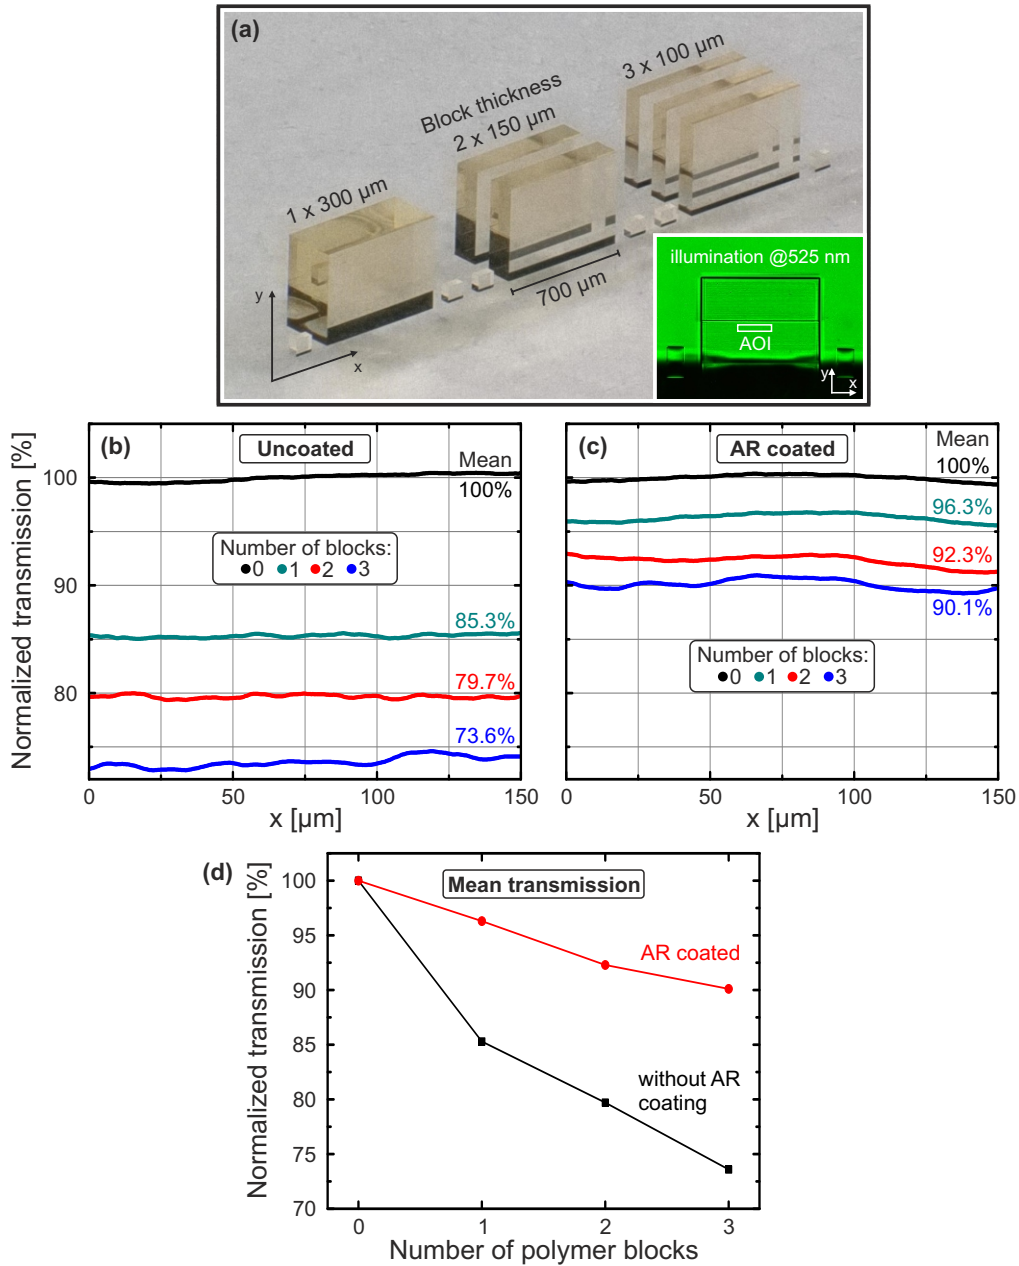 (a)
3 x 100 µm
Block thickness
2 x 150 µm
1 x 300 µm
700 µm
y
x
illumination @525 nm
AOI
y
x
(b)
Uncoated
Mean
100%
Number of blocks:
0 1 2 3
85.3%
79.7%
73.6%
100
90
80
Normalized transmission [%]
0 50 100 150
x [µm]
(c)
AR coated
Mean
100%
96.3%
92.3%
90.1%
Number of blocks:
0 1 2 3
0 50 100 150
x [µm]
(d)
Mean transmission
AR coated
without AR
coating
100
95
90
85
80
75
70
Normalized transmission [%]
0 1 2 3
Number of polymer blocks